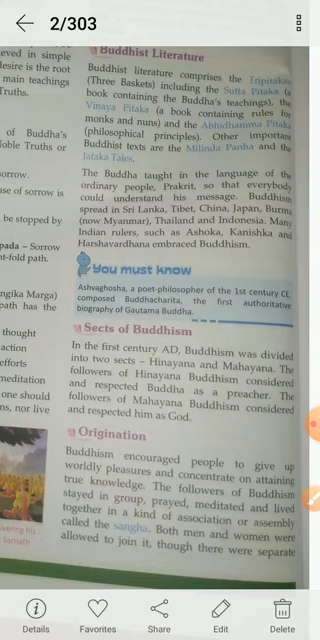 2/303
eved in simple
desire is the root
main teachings
Truths.
of Buddha's
Noble Truths or
sorrow.
use of sorrow is
be stopped by
pada – Sorrow
ht-fold path.
ngika Marga)
path has the
thought
action
efforts
meditation
one should
ns, nor live
ivering his
Sarnath
Buddhist Literature
Buddhist literature comprises the Tripitakas
(Three Baskets) including the Sutta Pitaka (a
book containing the Buddha's teachings), the
Vinaya Pitaka (a book containing rules for
monks and nuns) and the Abhidhamma Pitaka
(philosophical principles). Other important
Buddhist texts are the Milinda Panha and the
Jataka Tales.
The Buddha taught in the language of the
ordinary people, Prakrit, so that everybody
could understand his message. Buddhism
spread in Sri Lanka, Tibet, China, Japan, Burma
(now Myanmar), Thailand and Indonesia. Many
Indian rulers, such as Ashoka, Kanishka and
Harshavardhana embraced Buddhism.
You must know
Ashvaghosha, a poet-philosopher of the 1st century CE,
composed Buddhacharita, the first authoritative
biography of Gautama Buddha.
Sects of Buddhism
In the first century AD, Buddhism was divided
into two sects – Hinayana and Mahayana. The
followers of Hinayana Buddhism considered
and respected Buddha as a preacher. The
followers of Mahayana Buddhism considered
and respected him as God.
Origination
Buddhism encouraged people to give up
worldly pleasures and concentrate on attaining
true knowledge. The followers of Buddhism
stayed in group, prayed, meditated and lived
together in a kind of association or assembly
called the sangha. Both men and women were
allowed to join it, though there were separate
Details
Favorites
Share
Edit
Delete